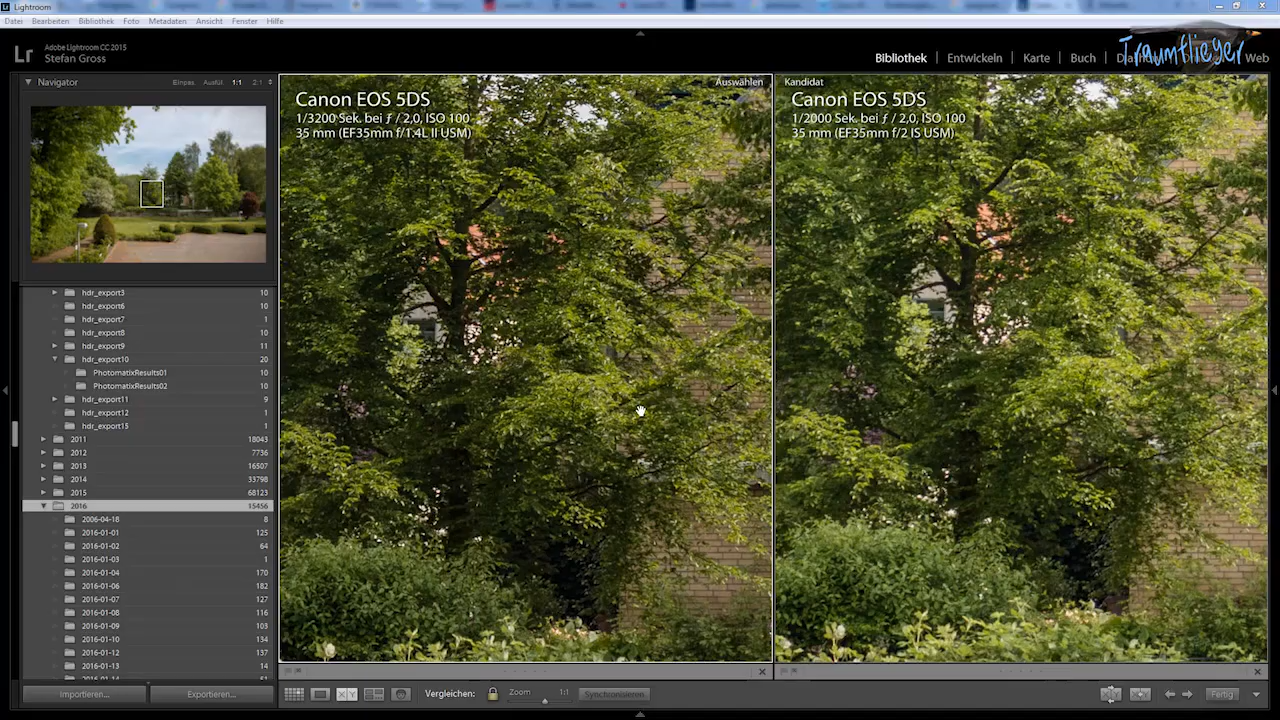 Lightroom
Datei Bearbeiten Bibliothek Foto Metadaten Ansicht Fenster Hilfe
Lr Adobe Lightroom CC 2015
Stefan Gross
Bibliothek | Entwickeln | Karte | Buch | Web
Traumflieger
Navigator Einpas. Ausfül. 1:1 2:1
hdr_export3 10
hdr_export6 10
hdr_export7 1
hdr_export8 10
hdr_export9 11
hdr_export10 20
PhotomatixResults01 10
PhotomatixResults02 10
hdr_export11 9
hdr_export12 1
hdr_export15 1
2011 18043
2012 7736
2013 16507
2014 33798
2015 68123
2016 15456
2006-04-18 8
2016-01-01 125
2016-01-02 64
2016-01-03 1
2016-01-04 170
2016-01-06 182
2016-01-07 127
2016-01-08 116
2016-01-09 103
2016-01-10 134
2016-01-12 137
2016-01-13 14
2016-01-14 51
Importieren... Exportieren...
Auswählen
Canon EOS 5DS
1/3200 Sek. bei ƒ / 2,0, ISO 100
35 mm (EF35mm f/1.4L II USM)
Kandidat
Canon EOS 5DS
1/2000 Sek. bei ƒ / 2,0, ISO 100
35 mm (EF35mm f/2 IS USM)
XY Vergleichen: Zoom 1:1 Synchronisieren Fertig